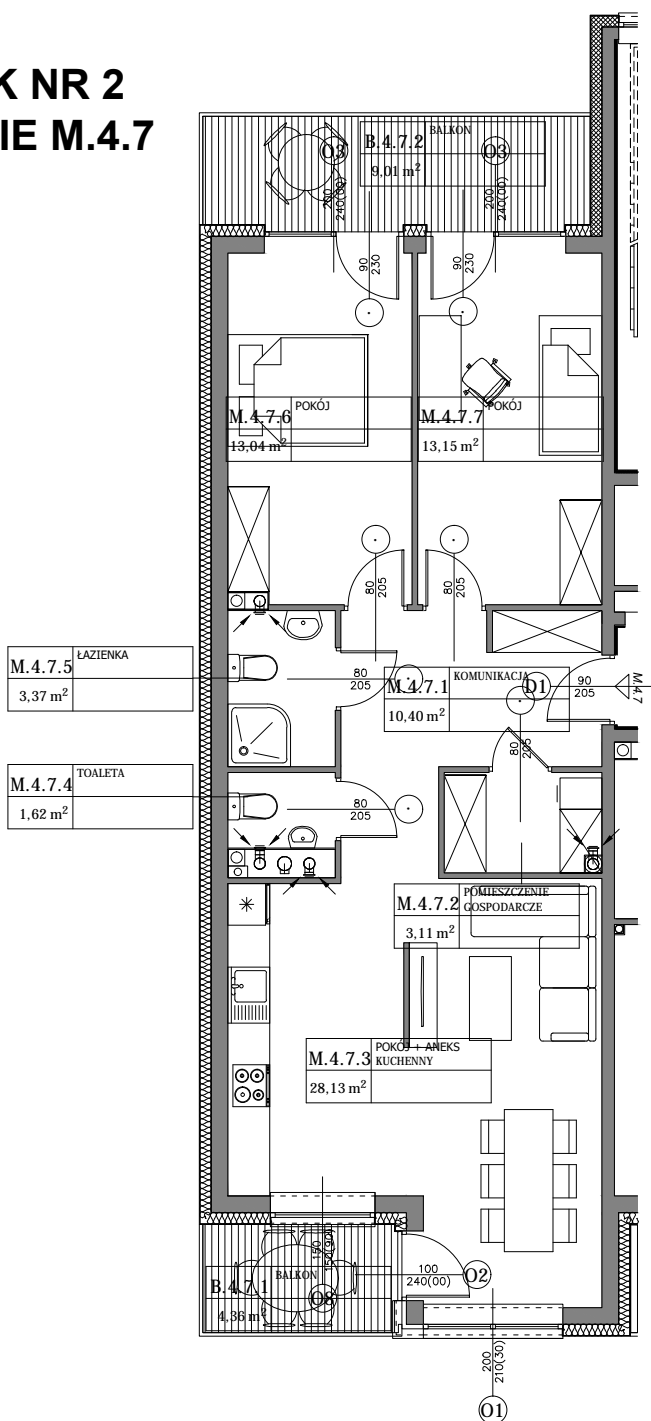 K NR 2
IE M.4.7
B.4.7.2 BALKON
9,01 m²
O3
O3
200
240(00)
200
240(00)
90
230
90
230
M.4.7.6 POKÓJ
13,04 m²
M.4.7.7 POKÓJ
13,15 m²
80
205
80
205
M.4.7.5 ŁAZIENKA
3,37 m²
80
205
M.4.7.1 KOMUNIKACJA
10,40 m²
D1
90
205
M.4.7
80
205
M.4.7.4 TOALETA
1,62 m²
80
205
M.4.7.2 POMIESZCZENIE
GOSPODARCZE
3,11 m²
M.4.7.3 POKÓJ + ANEKS
KUCHENNY
28,13 m²
150
150(90)
B.4.7.1 BALKON
4,36 m²
O8
100
240(00)
O2
200
210(30)
O1